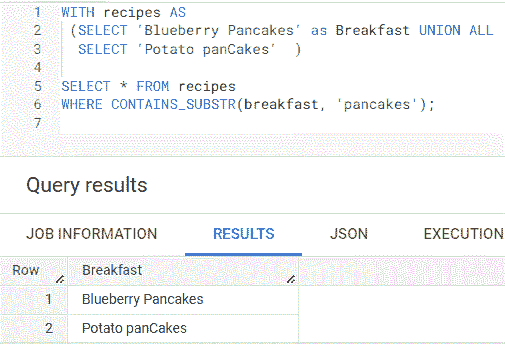 1 WITH recipes AS
2 (SELECT 'Blueberry Pancakes' as Breakfast UNION ALL
3 SELECT 'Potato panCakes' )
4
5 SELECT * FROM recipes
6 WHERE CONTAINS_SUBSTR(breakfast, 'pancakes');
7
Query results
JOB INFORMATION RESULTS JSON EXECUTION
Row Breakfast
1 Blueberry Pancakes
2 Potato panCakes